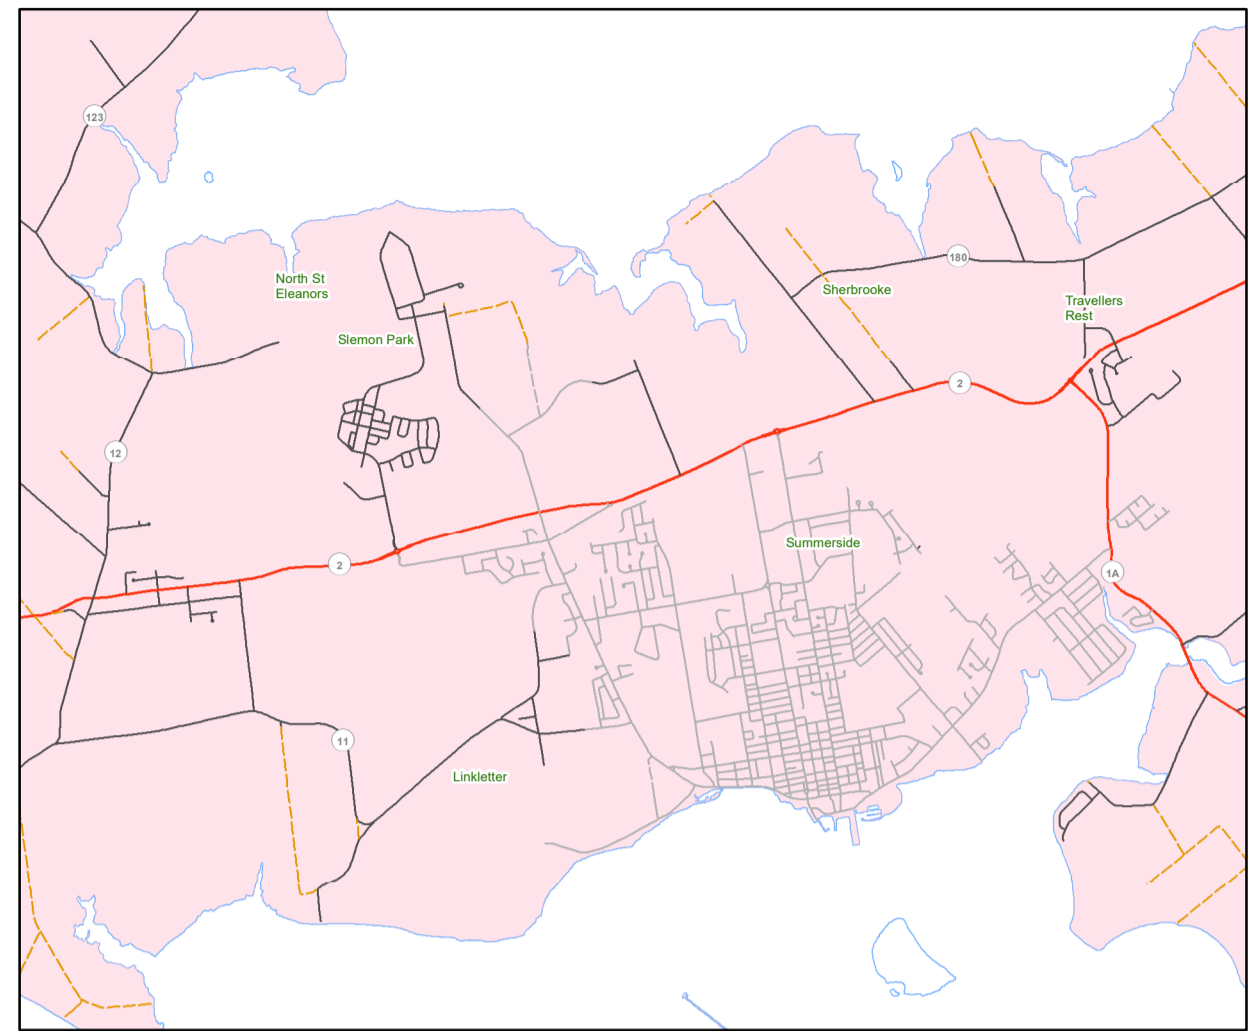 123
180
North St
Eleanors
Sherbrooke
Travellers
Rest
Slemon Park
2
12
Summerside
2
1A
11
Linkletter